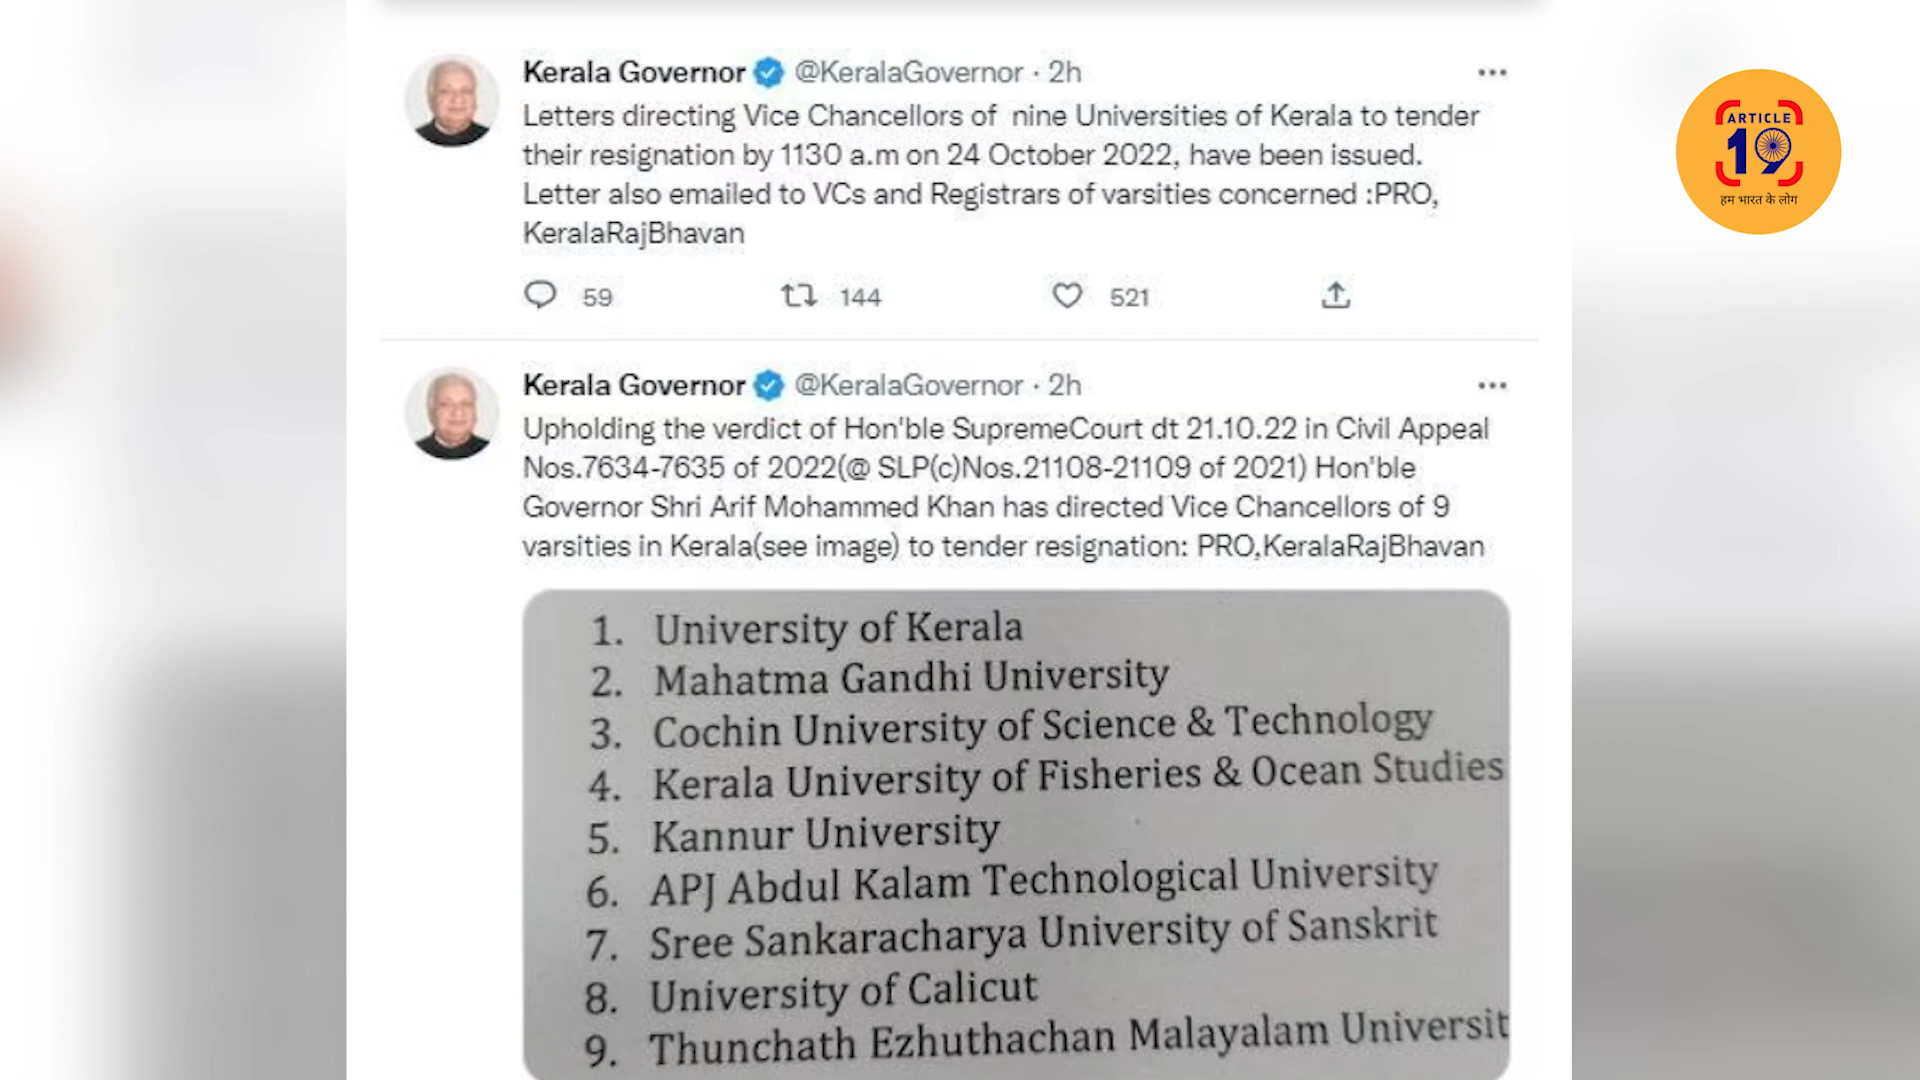 Kerala Governor @KeralaGovernor · 2h
Letters directing Vice Chancellors of nine Universities of Kerala to tender
their resignation by 1130 a.m on 24 October 2022, have been issued.
Letter also emailed to VCs and Registrars of varsities concerned :PRO,
KeralaRajBhavan
59 144 521
Kerala Governor @KeralaGovernor · 2h
Upholding the verdict of Hon'ble SupremeCourt dt 21.10.22 in Civil Appeal
Nos.7634-7635 of 2022(@ SLP(c)Nos.21108-21109 of 2021) Hon'ble
Governor Shri Arif Mohammed Khan has directed Vice Chancellors of 9
varsities in Kerala(see image) to tender resignation: PRO,KeralaRajBhavan
1. University of Kerala
2. Mahatma Gandhi University
3. Cochin University of Science & Technology
4. Kerala University of Fisheries & Ocean Studies
5. Kannur University
6. APJ Abdul Kalam Technological University
7. Sree Sankaracharya University of Sanskrit
8. University of Calicut
9. Thunchath Ezhuthachan Malayalam Universit
ARTICLE
19
हम भारत के लोग